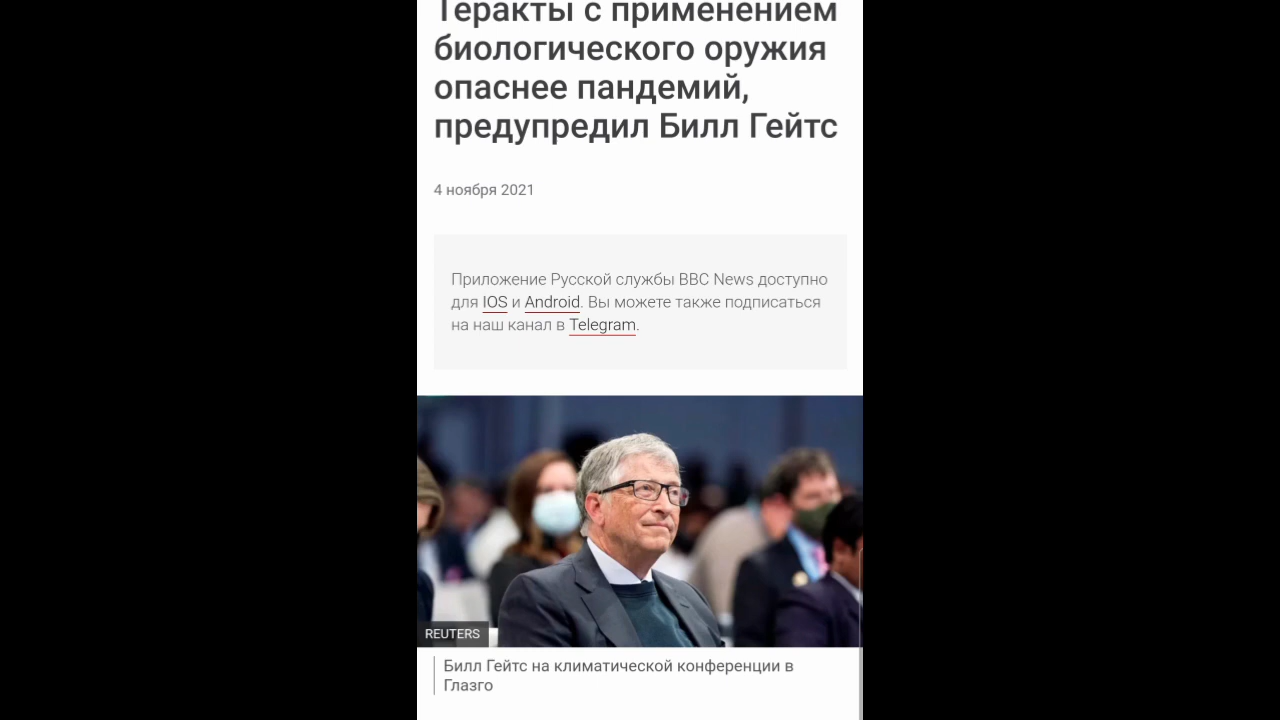 Теракты с применением
биологического оружия
опаснее пандемий,
предупредил Билл Гейтс
4 ноября 2021
Приложение Русской службы BBC News доступно
для IOS и Android. Вы можете также подписаться
на наш канал в Telegram.
REUTERS
Билл Гейтс на климатической конференции в
Глазго